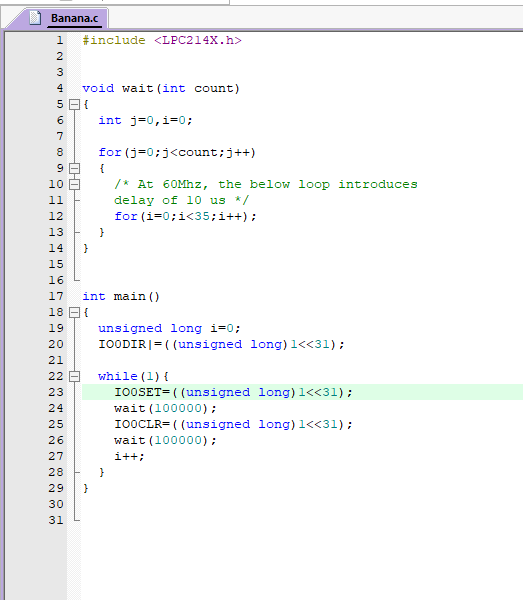 Banana.c
1 #include <LPC214X.h>
2
3
4 void wait(int count)
5 {
6 int j=0,i=0;
7
8 for(j=0;j<count;j++)
9 {
10 /* At 60Mhz, the below loop introduces
11 delay of 10 us */
12 for(i=0;i<35;i++);
13 }
14 }
15
16
17 int main()
18 {
19 unsigned long i=0;
20 IO0DIR|=((unsigned long)1<<31);
21
22 while(1){
23 IO0SET=((unsigned long)1<<31);
24 wait(100000);
25 IO0CLR=((unsigned long)1<<31);
26 wait(100000);
27 i++;
28 }
29 }
30
31